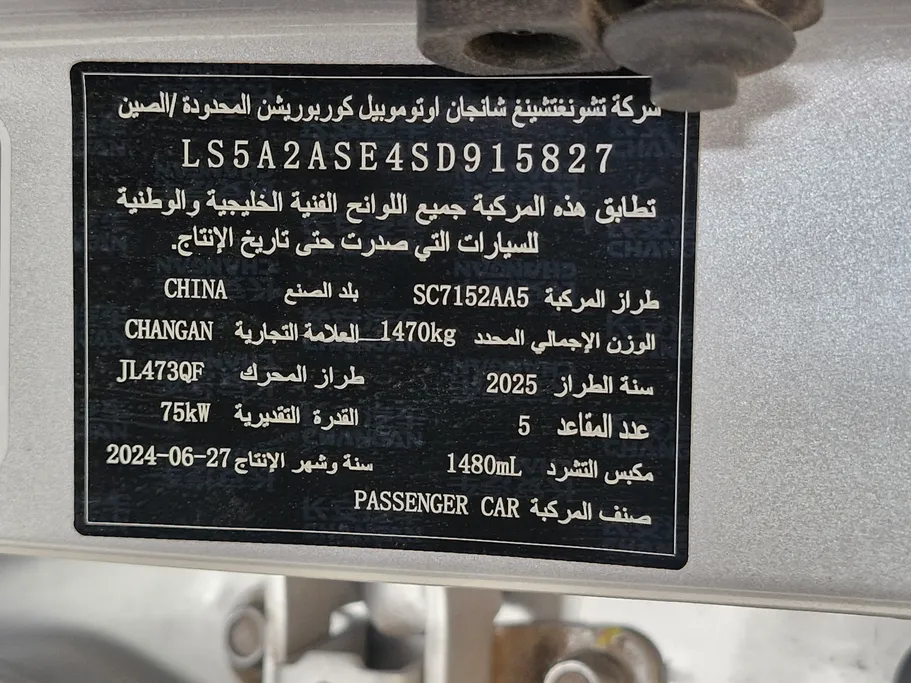 شركة تشونغتشينغ شانجان اوتوموبيل كوربوريشن المحدودة /الصين
LS5A2ASE4SD915827
تطابق هذه المركبة جميع اللوائح الفنية الخليجية والوطنية
للسيارات التي صدرت حتى تاريخ الإنتاج.
طراز المركبة SC7152AA5 بلد الصنع CHINA
الوزن الإجمالي المحدد 1470kg العلامة التجارية CHANGAN
سنة الطراز 2025 طراز المحرك JL473QF
عدد المقاعد 5 القدرة التقديرية 75kW
مكبس التشرد 1480mL سنة وشهر الإنتاج 2024-06-27
صنف المركبة PASSENGER CAR